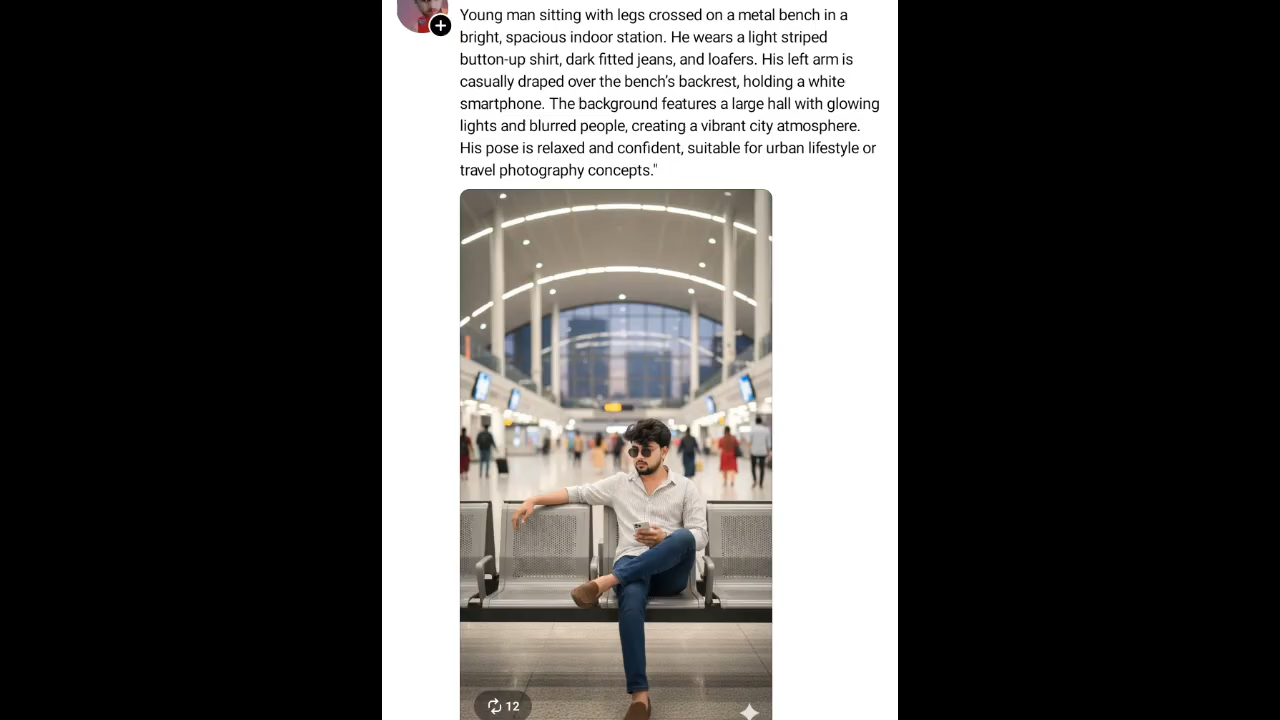 Young man sitting with legs crossed on a metal bench in a
bright, spacious indoor station. He wears a light striped
button-up shirt, dark fitted jeans, and loafers. His left arm is
casually draped over the bench's backrest, holding a white
smartphone. The background features a large hall with glowing
lights and blurred people, creating a vibrant city atmosphere.
His pose is relaxed and confident, suitable for urban lifestyle or
travel photography concepts."
12